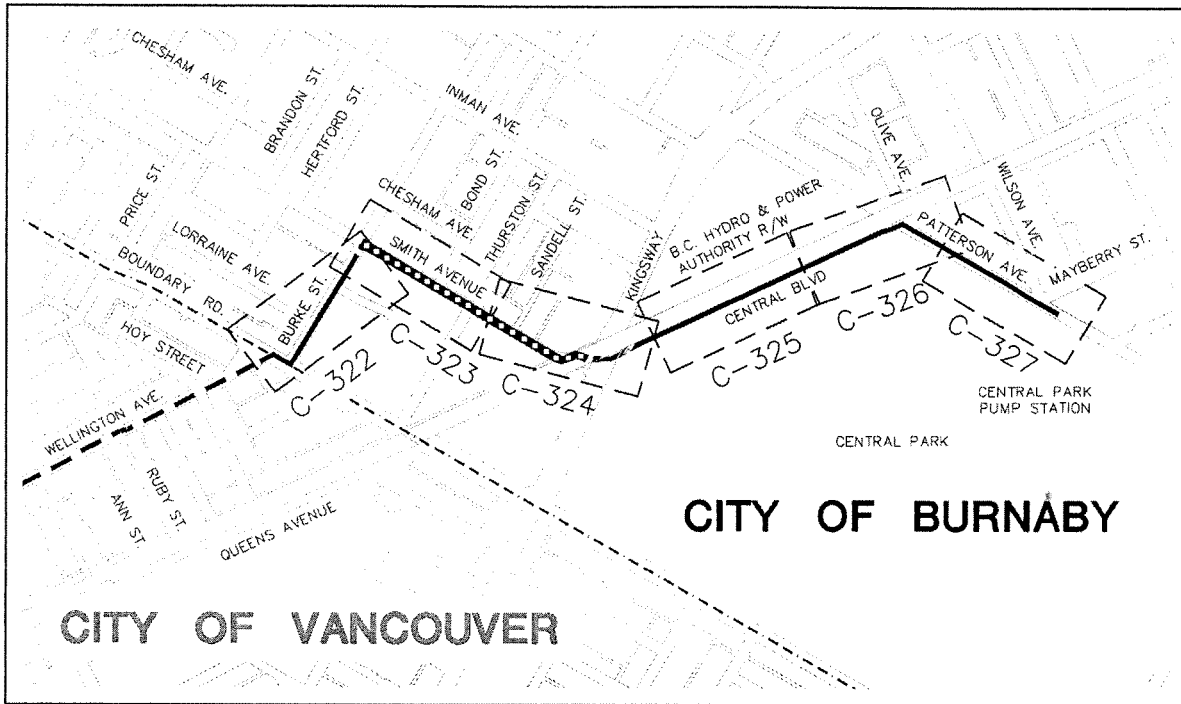 CHESHAM AVE.
BRANDON ST.
HERTFORD ST.
INMAN AVE.
OLIVE AVE.
PRICE ST.
BOND ST.
CHESHAM AVE.
THURSTON ST.
SANDELL ST.
WILSON AVE.
LORRAINE AVE.
SMITH AVENUE
KINGSWAY
B.C. HYDRO & POWER
AUTHORITY R/W
PATTERSON AVE.
MAYBERRY ST.
BOUNDARY RD.
BURKE ST.
CENTRAL BLVD
HOY STREET
C-322
C-323
C-324
C-325
C-326
C-327
WELLINGTON AVE.
CENTRAL PARK
PUMP STATION
CENTRAL PARK
RUBY ST.
ANN ST.
QUEENS AVENUE
CITY OF BURNABY
CITY OF VANCOUVER